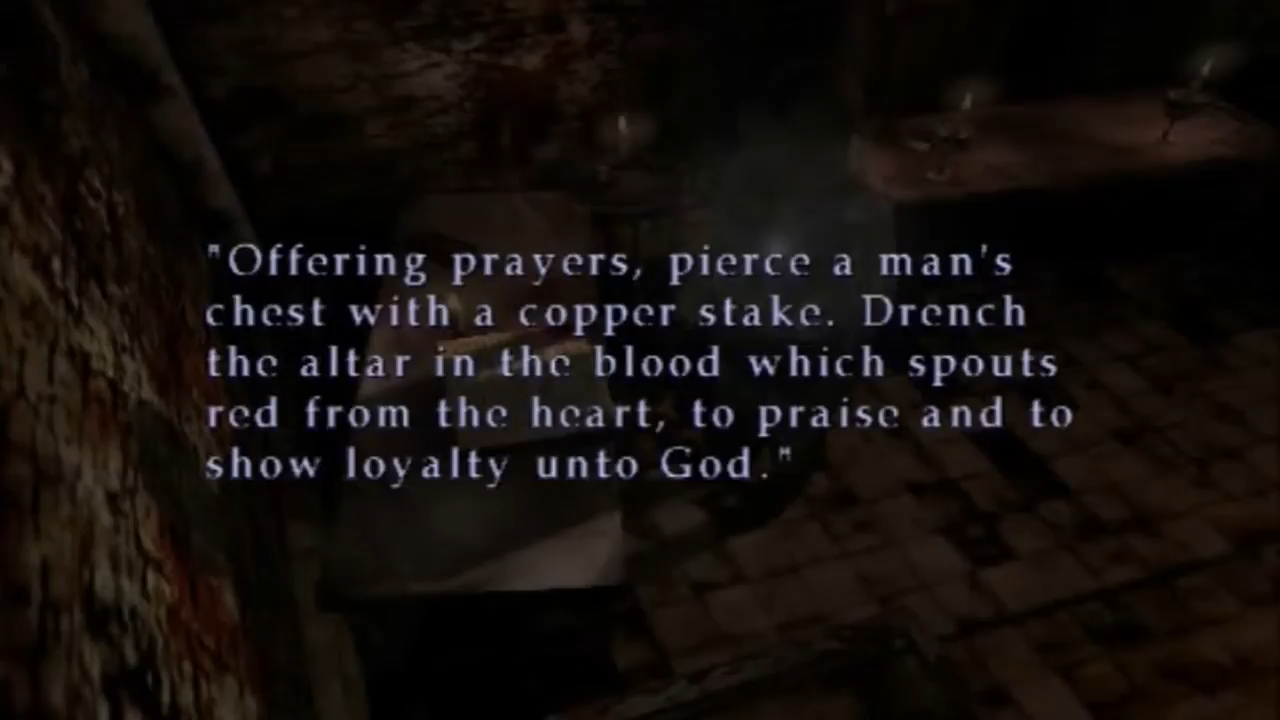 "Offering prayers, pierce a man's
chest with a copper stake. Drench
the altar in the blood which spouts
red from the heart, to praise and to
show loyalty unto God."